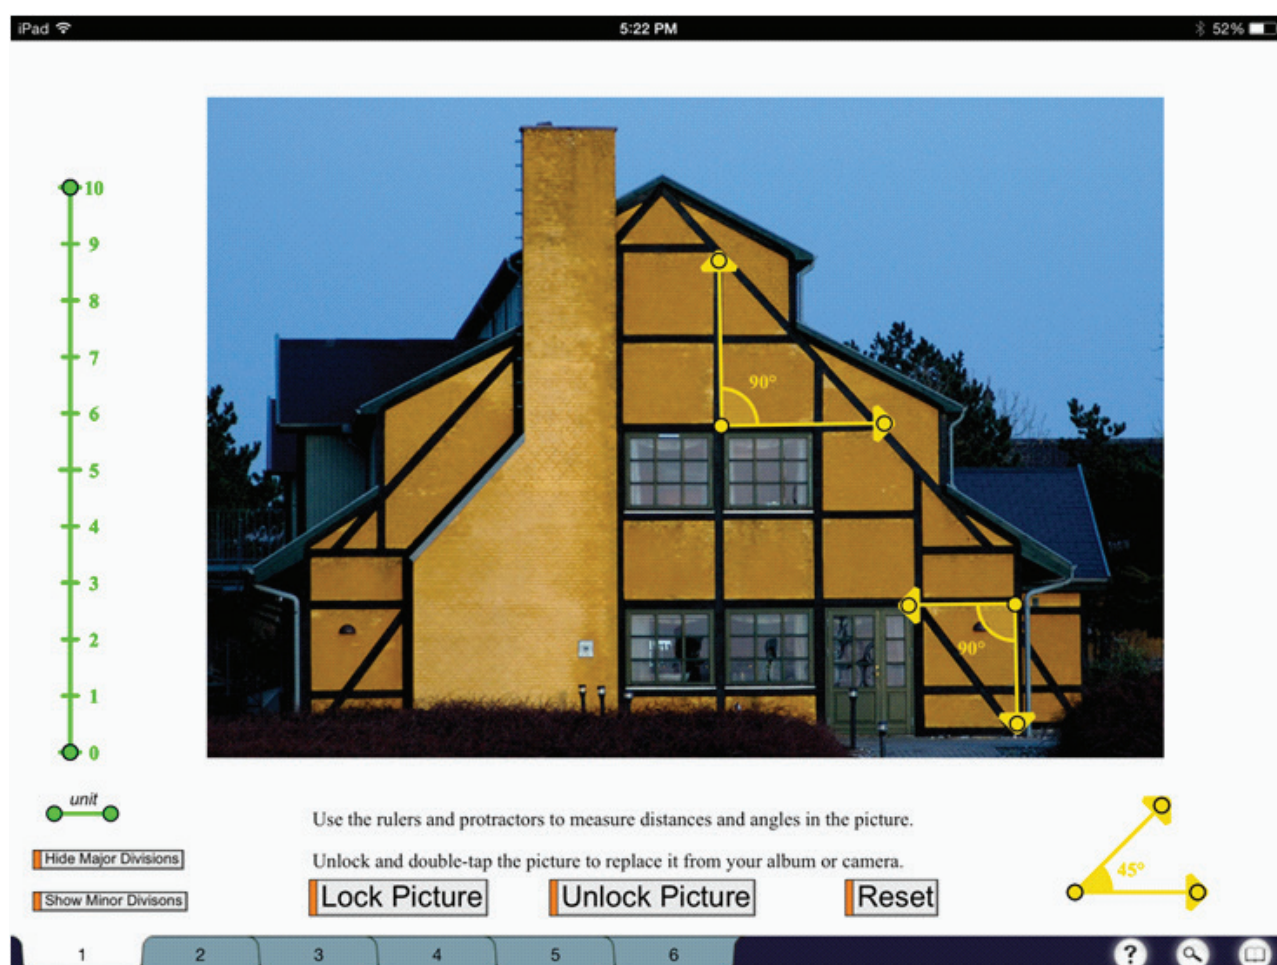 iPad
5:22 PM
52%
10
9
8
7
6
5
4
3
2
1
0
90°
90°
unit
Hide Major Divisions
Show Minor Divisons
Use the rulers and protractors to measure distances and angles in the picture.
Unlock and double-tap the picture to replace it from your album or camera.
Lock Picture
Unlock Picture
Reset
45°
1
2
3
4
5
6
?